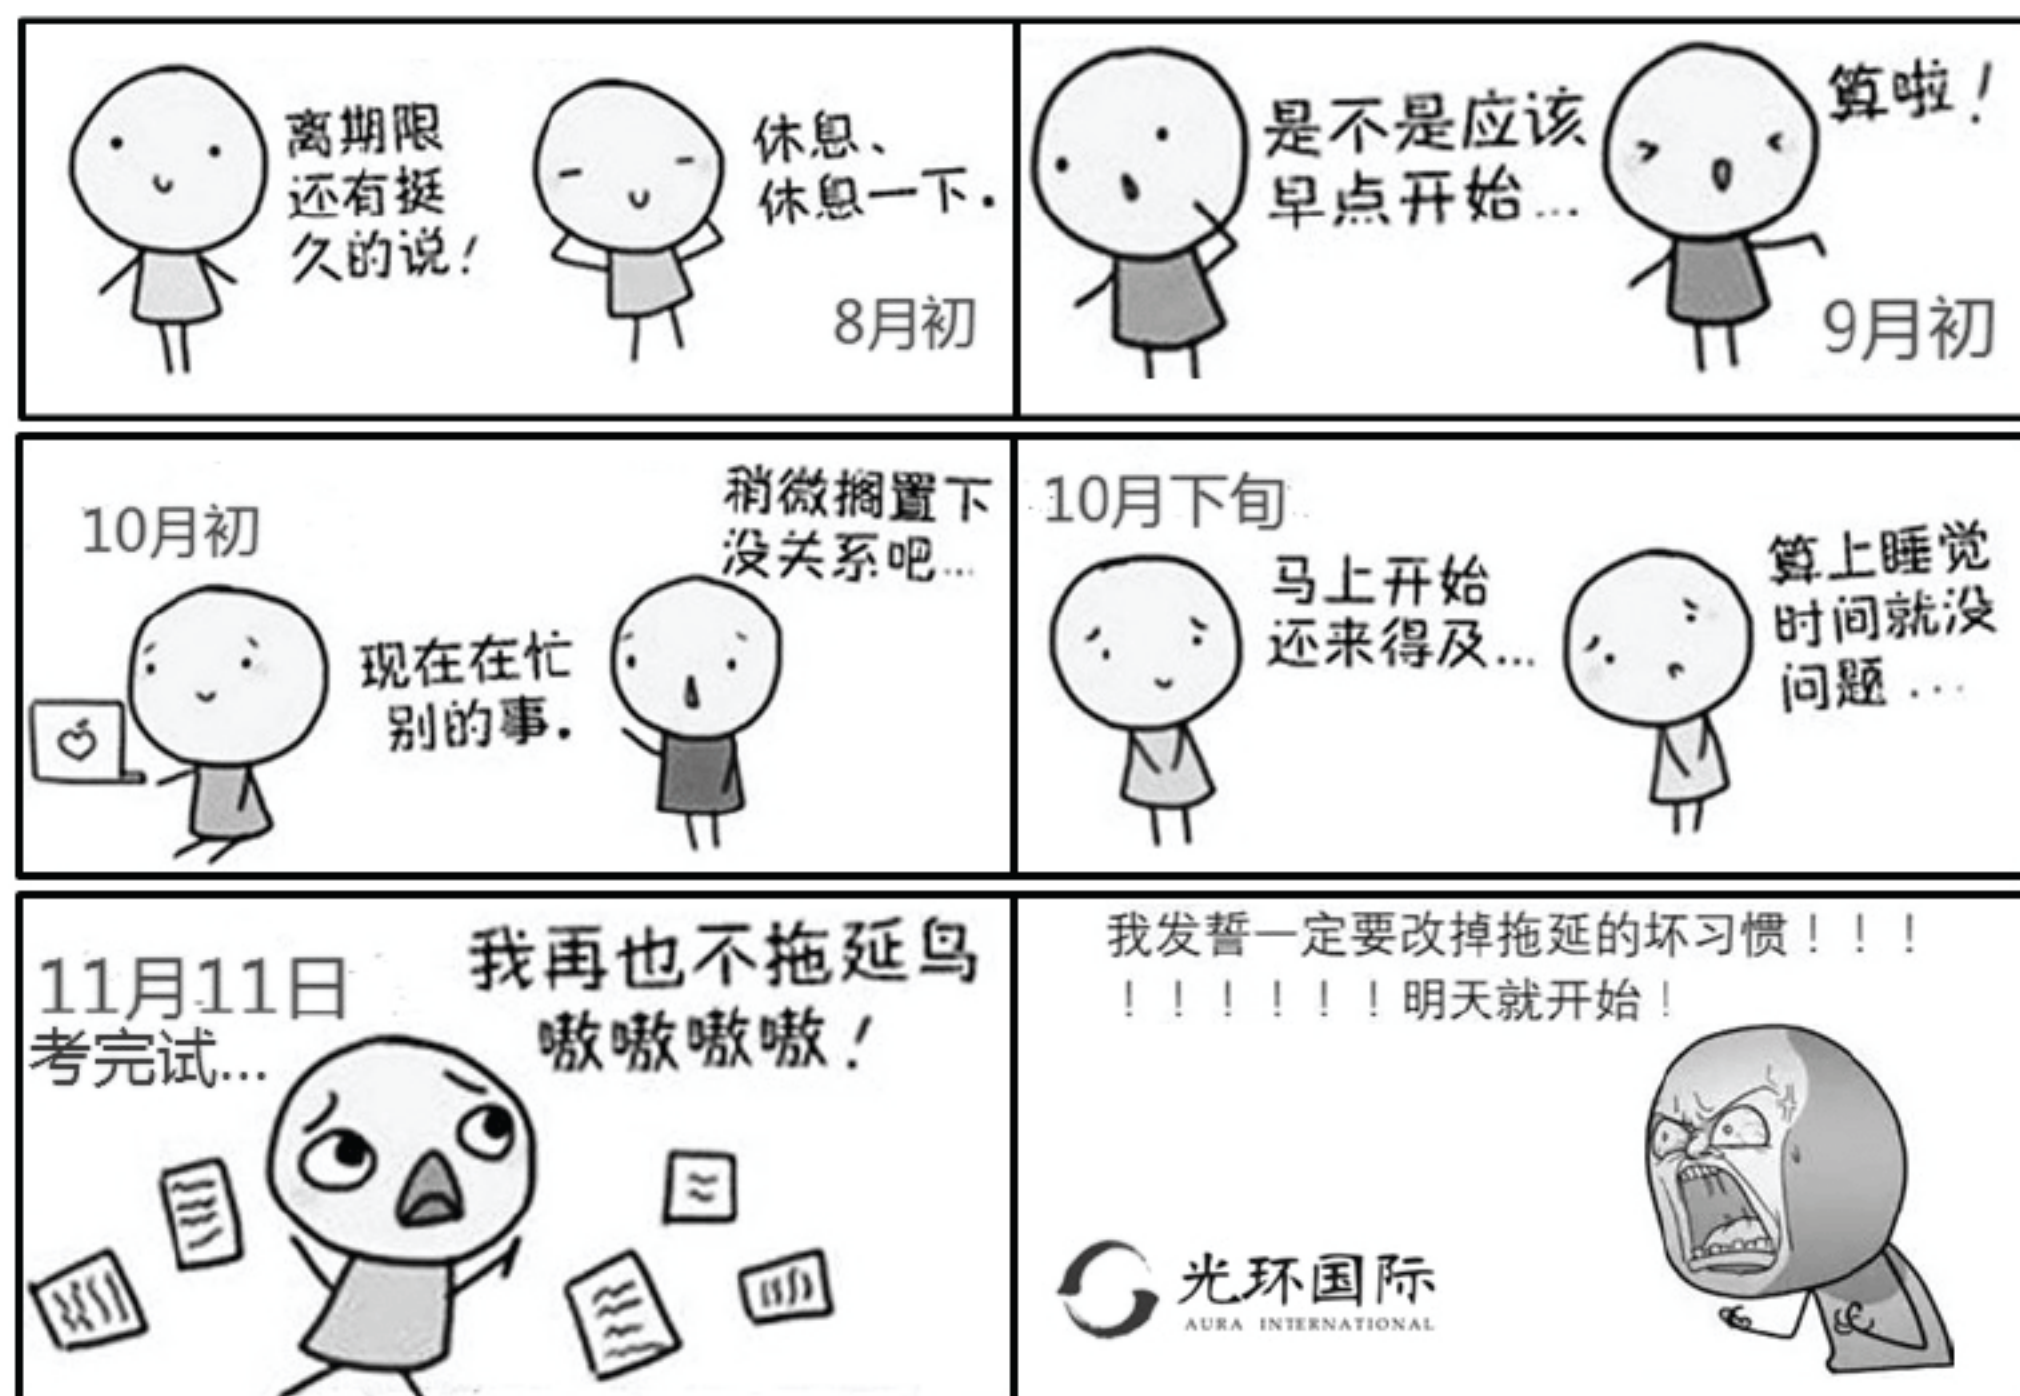 离期限
还有挺
久的说！
休息、
休息一下.
8月初
是不是应该
早点开始...
算啦！
9月初
10月初
现在在忙
别的事.
稍微搁置下
没关系吧...
10月下旬
马上开始
还来得及...
算上睡觉
时间就没
问题...
11月11日
考完试...
我再也不拖延鸟
嗷嗷嗷嗷！
我发誓一定要改掉拖延的坏习惯！！！
！！！！！！明天就开始！
光环国际
AURA INTERNATIONAL